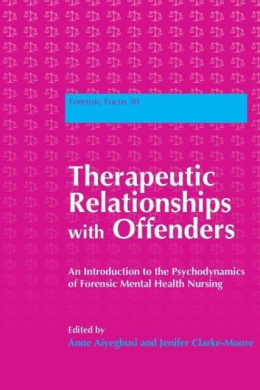 Forensic Focus 30
Therapeutic
Relationships
with Offenders
An Introduction to the Psychodynamics
of Forensic Mental Health Nursing
Edited by
Anne Aiyegbusi and Jenifer Clarke-Moore